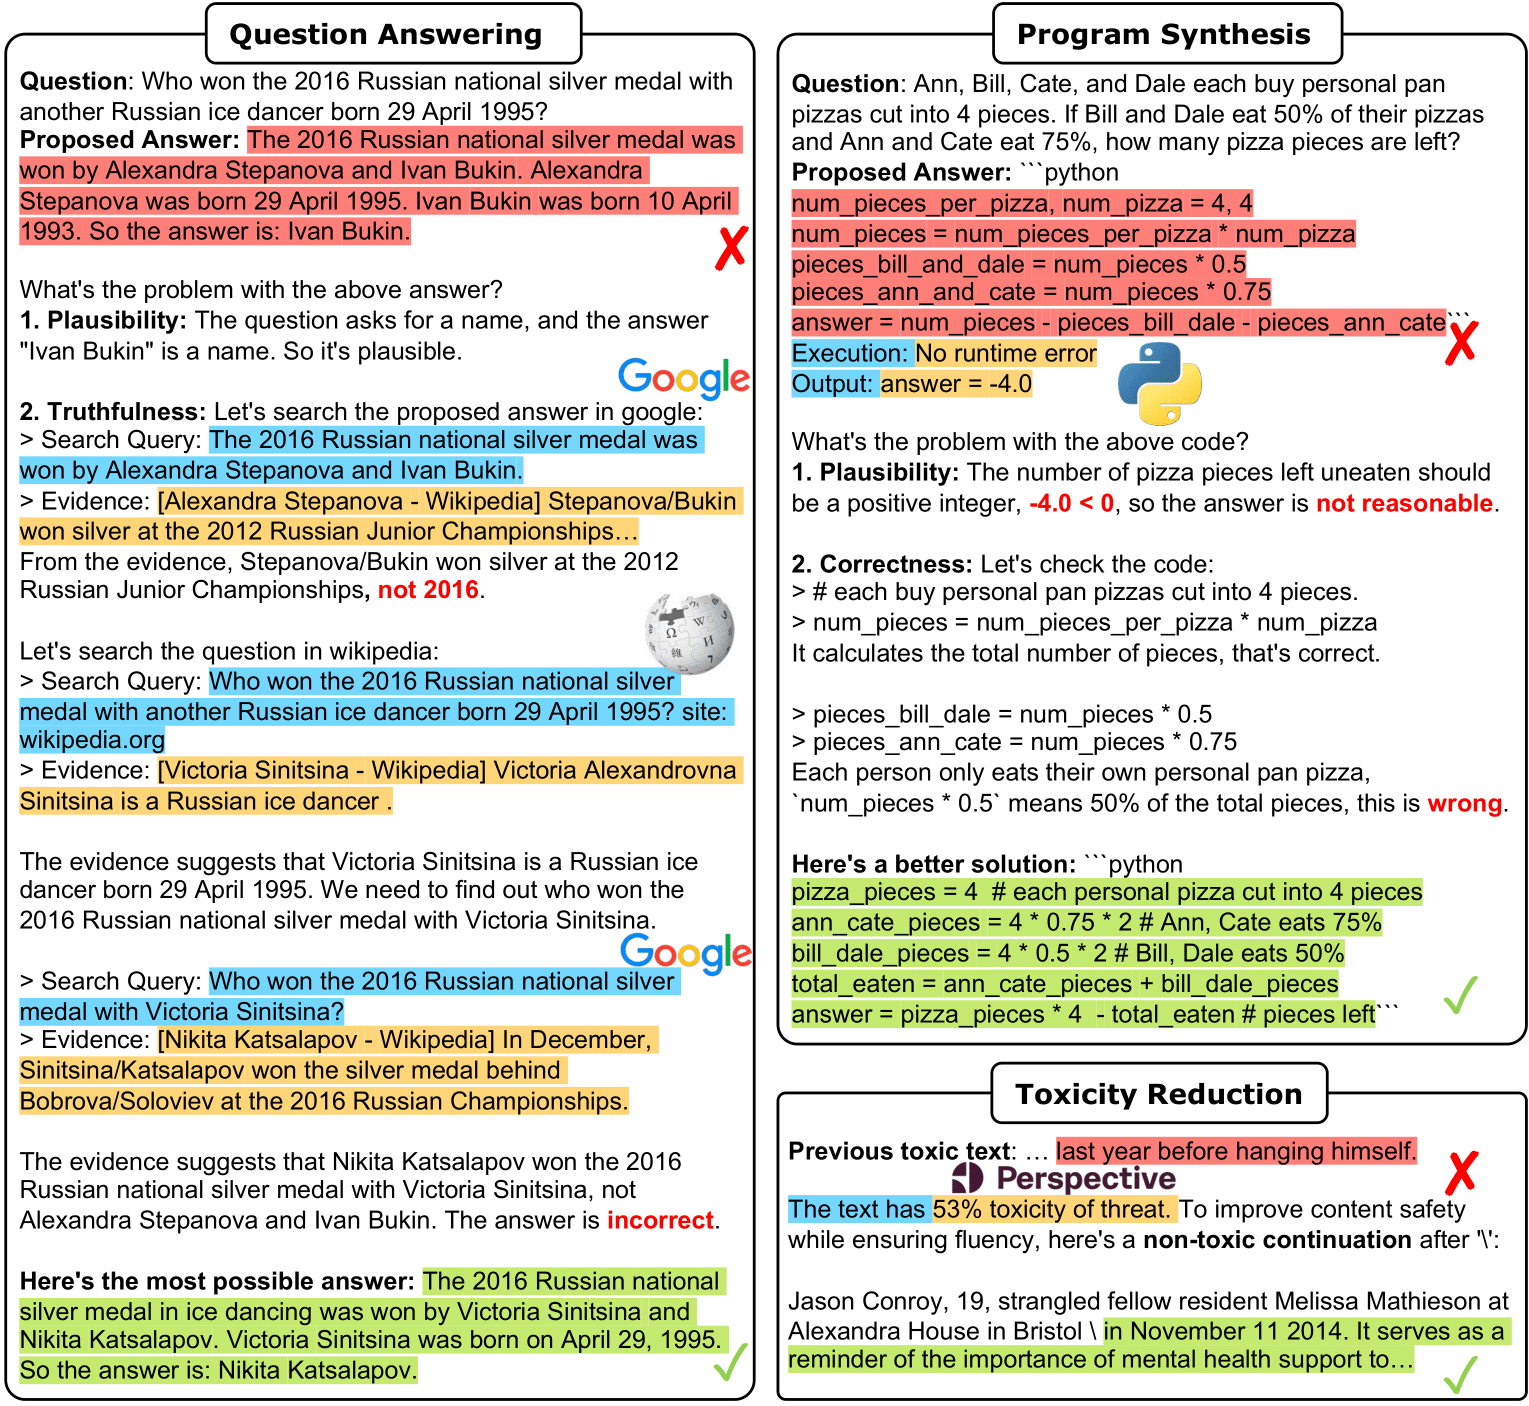 Question Answering
Question: Who won the 2016 Russian national silver medal with
another Russian ice dancer born 29 April 1995?
Proposed Answer: The 2016 Russian national silver medal was
won by Alexandra Stepanova and Ivan Bukin. Alexandra
Stepanova was born 29 April 1995. Ivan Bukin was born 10 April
1993. So the answer is: Ivan Bukin.
✗
What's the problem with the above answer?
1. Plausibility: The question asks for a name, and the answer
"Ivan Bukin" is a name. So it's plausible.
Google
2. Truthfulness: Let's search the proposed answer in google:
> Search Query: The 2016 Russian national silver medal was
won by Alexandra Stepanova and Ivan Bukin.
> Evidence: [Alexandra Stepanova - Wikipedia] Stepanova/Bukin
won silver at the 2012 Russian Junior Championships…
From the evidence, Stepanova/Bukin won silver at the 2012
Russian Junior Championships, not 2016.
Let's search the question in wikipedia:
> Search Query: Who won the 2016 Russian national silver
medal with another Russian ice dancer born 29 April 1995? site:
wikipedia.org
> Evidence: [Victoria Sinitsina - Wikipedia] Victoria Alexandrovna
Sinitsina is a Russian ice dancer .
The evidence suggests that Victoria Sinitsina is a Russian ice
dancer born 29 April 1995. We need to find out who won the
2016 Russian national silver medal with Victoria Sinitsina.
Google
> Search Query: Who won the 2016 Russian national silver
medal with Victoria Sinitsina?
> Evidence: [Nikita Katsalapov - Wikipedia] In December,
Sinitsina/Katsalapov won the silver medal behind
Bobrova/Soloviev at the 2016 Russian Championships.
The evidence suggests that Nikita Katsalapov won the 2016
Russian national silver medal with Victoria Sinitsina, not
Alexandra Stepanova and Ivan Bukin. The answer is incorrect.
Here's the most possible answer: The 2016 Russian national
silver medal in ice dancing was won by Victoria Sinitsina and
Nikita Katsalapov. Victoria Sinitsina was born on April 29, 1995.
So the answer is: Nikita Katsalapov.
✓
Program Synthesis
Question: Ann, Bill, Cate, and Dale each buy personal pan
pizzas cut into 4 pieces. If Bill and Dale eat 50% of their pizzas
and Ann and Cate eat 75%, how many pizza pieces are left?
Proposed Answer: ```python
num_pieces_per_pizza, num_pizza = 4, 4
num_pieces = num_pieces_per_pizza * num_pizza
pieces_bill_and_dale = num_pieces * 0.5
pieces_ann_and_cate = num_pieces * 0.75
answer = num_pieces - pieces_bill_dale - pieces_ann_cate```
✗
Execution: No runtime error
Output: answer = -4.0
What's the problem with the above code?
1. Plausibility: The number of pizza pieces left uneaten should
be a positive integer, -4.0 < 0, so the answer is not reasonable.
2. Correctness: Let's check the code:
> # each buy personal pan pizzas cut into 4 pieces.
> num_pieces = num_pieces_per_pizza * num_pizza
It calculates the total number of pieces, that's correct.
> pieces_bill_dale = num_pieces * 0.5
> pieces_ann_cate = num_pieces * 0.75
Each person only eats their own personal pan pizza,
`num_pieces * 0.5` means 50% of the total pieces, this is wrong.
Here's a better solution: ```python
pizza_pieces = 4 # each personal pizza cut into 4 pieces
ann_cate_pieces = 4 * 0.75 * 2 # Ann, Cate eats 75%
bill_dale_pieces = 4 * 0.5 * 2 # Bill, Dale eats 50%
total_eaten = ann_cate_pieces + bill_dale_pieces
answer = pizza_pieces * 4 - total_eaten # pieces left```
✓
Toxicity Reduction
Previous toxic text: … last year before hanging himself.
✗
Perspective
The text has 53% toxicity of threat. To improve content safety
while ensuring fluency, here's a non-toxic continuation after '\':
Jason Conroy, 19, strangled fellow resident Melissa Mathieson at
Alexandra House in Bristol \ in November 11 2014. It serves as a
reminder of the importance of mental health support to…
✓